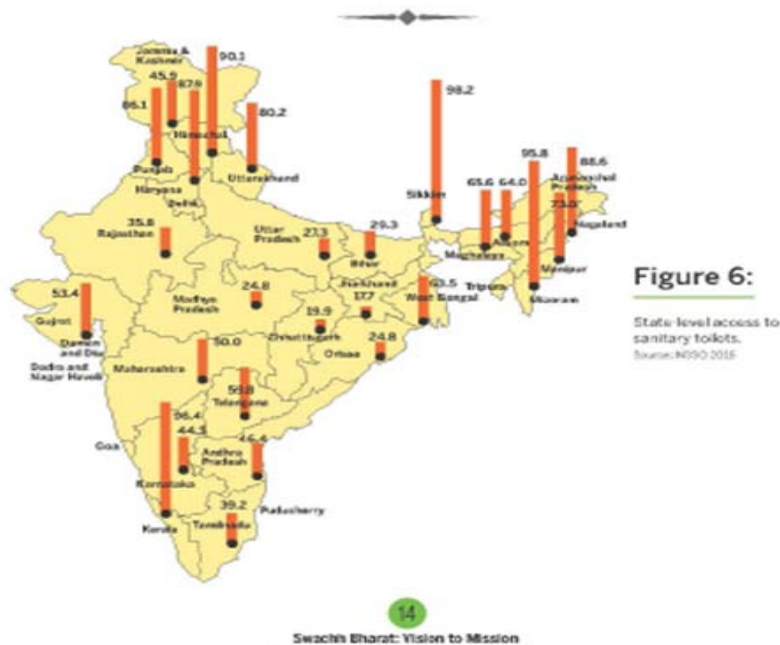 Jammu &
Kashmir
90.1
45.9
87.9
86.1
80.2
Himachal
Punjab
Uttarakhand
Haryana
Delhi
98.2
95.8
88.6
65.6
64.0
Arunachal
Pradesh
73.0
Sikkim
Nagaland
Assam
Meghalaya
Manipur
Tripura
Mizoram
35.8
Rajasthan
Uttar
Pradesh
27.3
29.3
Bihar
53.4
Gujrat
Damen
and Diu
Dadra and
Nagar Haveli
Madhya
Pradesh
24.8
Jharkhand
17.7
63.5
West Bengal
19.9
Chhattisgarh
Orissa
24.8
50.0
Maharashtra
59.8
Telangana
96.4
44.3
Goa
Karnataka
46.4
Andhra
Pradesh
39.2
Puducherry
Kerala
Tamilnadu
Figure 6:
State-level access to
sanitary toilets.
Source: NSSO 2016
14
Swachh Bharat: Vision to Mission